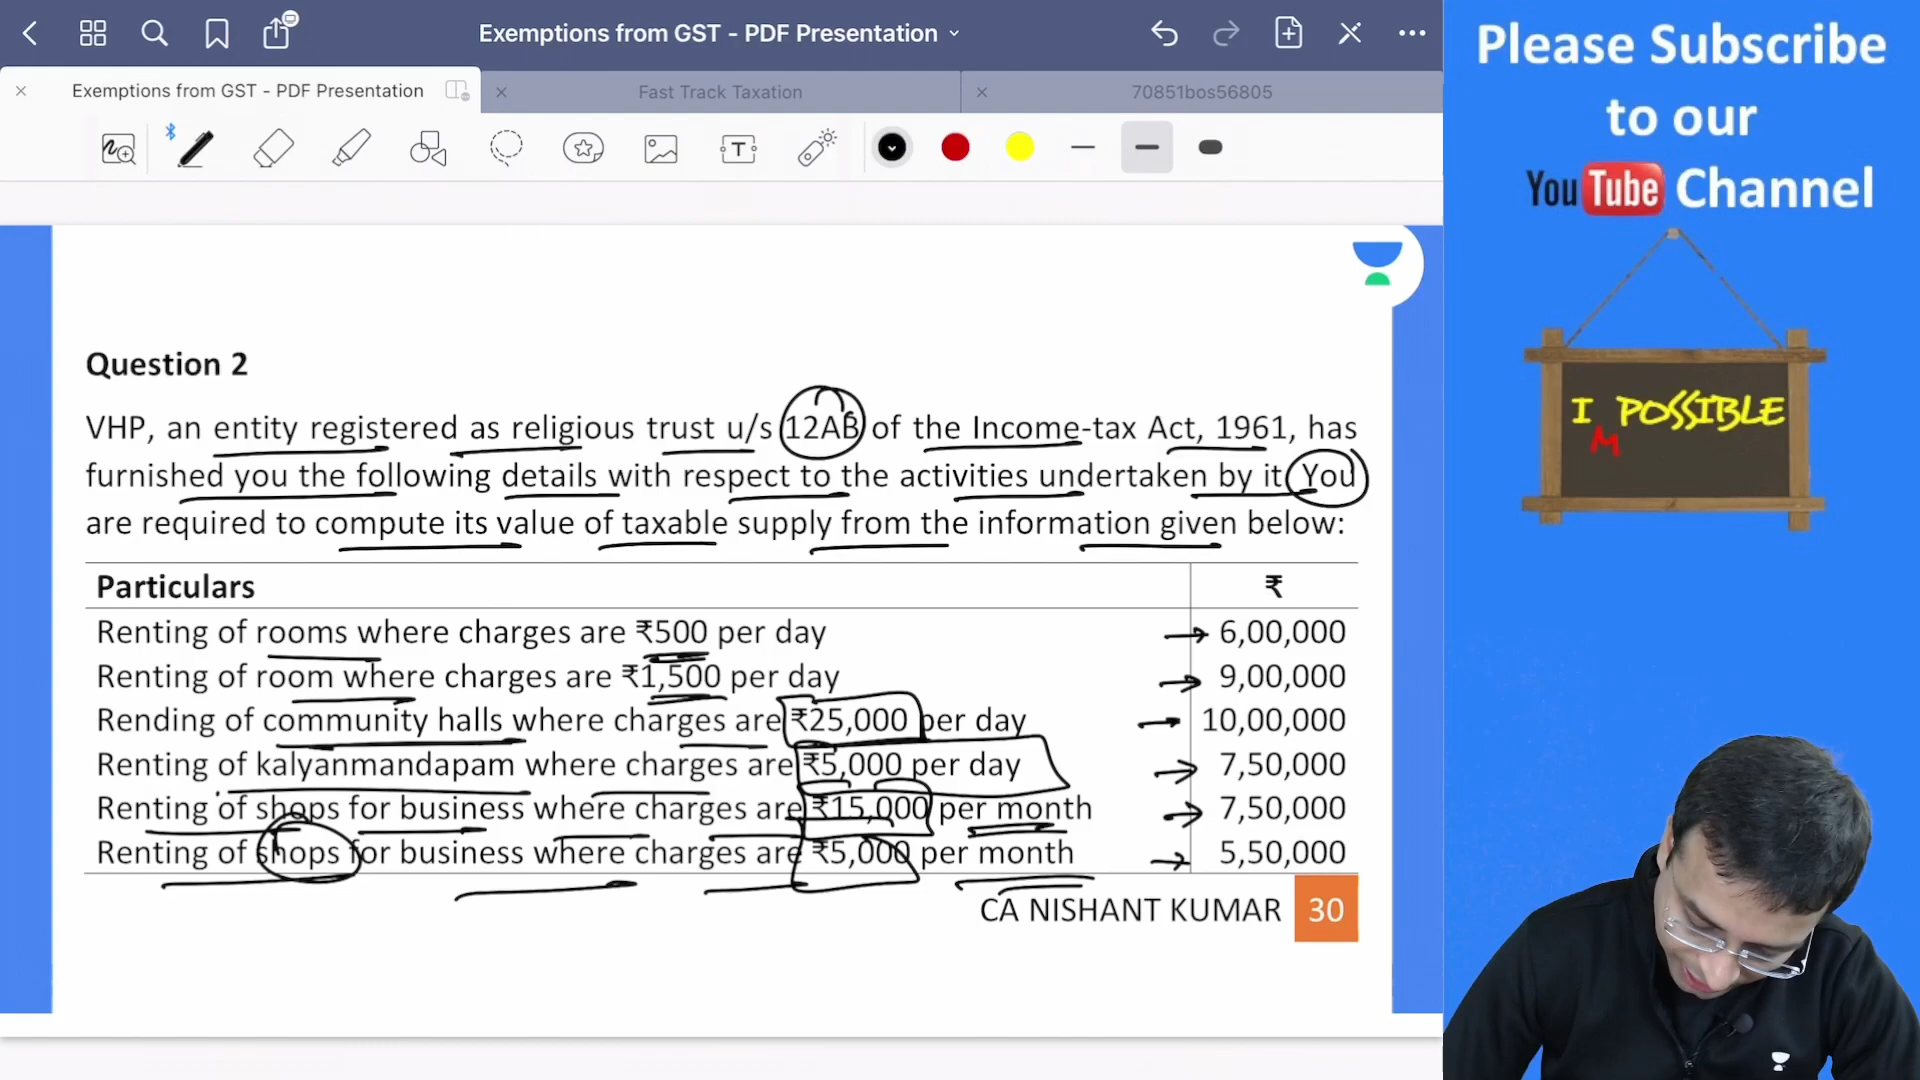 Exemptions from GST - PDF Presentation
Exemptions from GST - PDF Presentation
Fast Track Taxation
70851bos56805
T
Please Subscribe
to our
YouTube Channel
I POSSIBLE
M
Question 2
VHP, an entity registered as religious trust u/s 12AB of the Income-tax Act, 1961, has
furnished you the following details with respect to the activities undertaken by it. You
are required to compute its value of taxable supply from the information given below:
Particulars ₹
Renting of rooms where charges are ₹500 per day 6,00,000
Renting of room where charges are ₹1,500 per day 9,00,000
Rending of community halls where charges are ₹25,000 per day 10,00,000
Renting of kalyanmandapam where charges are ₹5,000 per day 7,50,000
Renting of shops for business where charges are ₹15,000 per month 7,50,000
Renting of shops for business where charges are ₹5,000 per month 5,50,000
CA NISHANT KUMAR 30